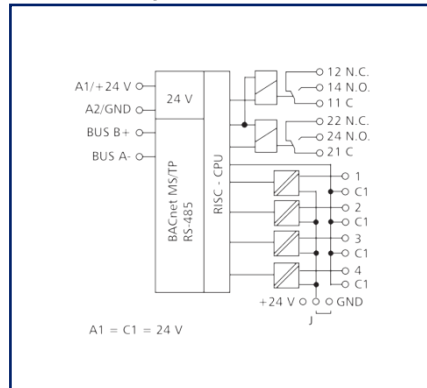 A1/+24 V
A2/GND
BUS B+
BUS A-
24 V
BACnet MS/TP
RS-485
RISC - CPU
12 N.C.
14 N.O.
11 C
22 N.C.
24 N.O.
21 C
1
C1
2
C1
3
C1
4
C1
+24 V
GND
J
A1 = C1 = 24 V